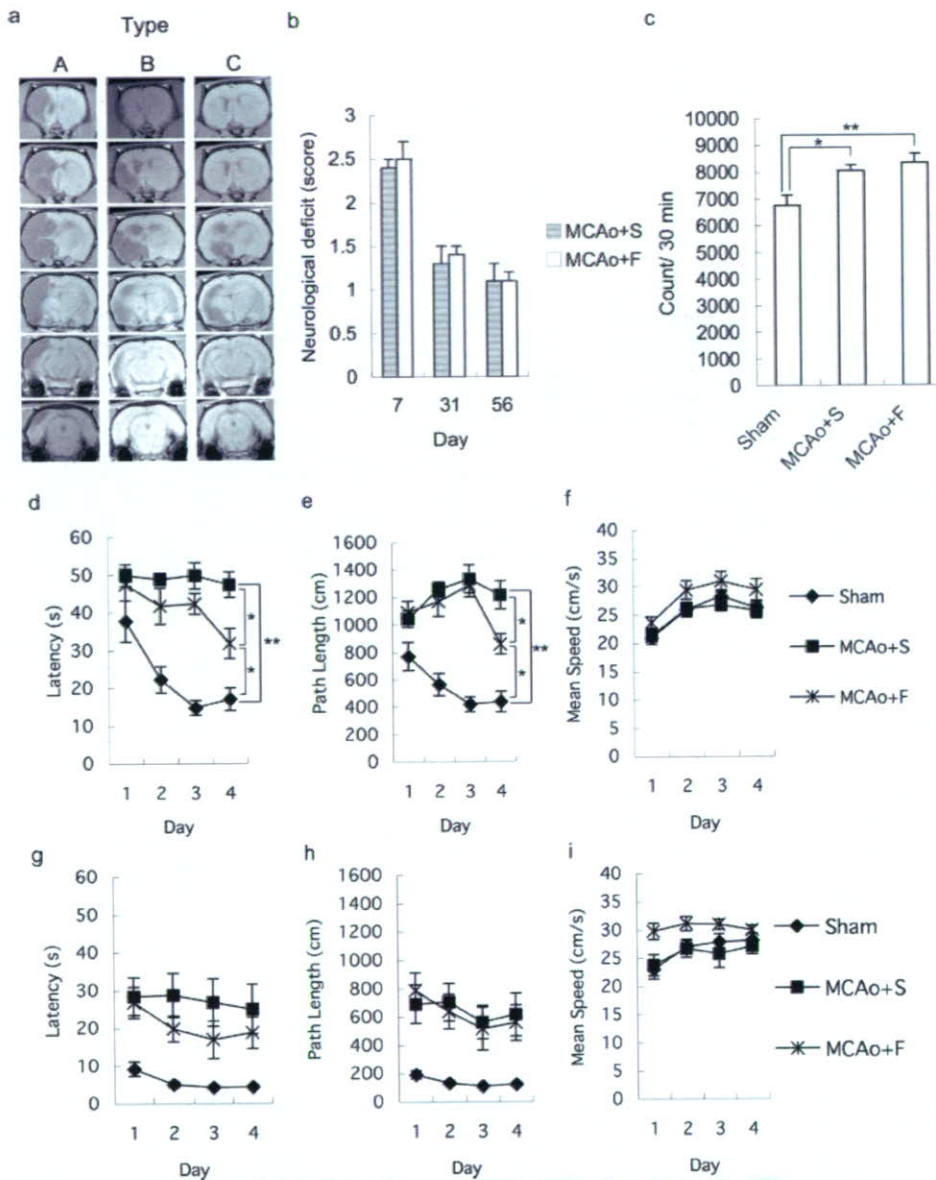 a
Type
A B C
b
3
2.5
2
1.5
1
0.5
0
Neurological deficit (score)
7 31 56
Day
MCAo+S
MCAo+F
c
10000
9000
8000
7000
6000
5000
4000
3000
2000
1000
0
Count/ 30 min
**
*
Sham
MCAo+S
MCAo+F
d
60
50
40
30
20
10
0
Latency (s)
*
**
*
1 2 3 4
Day
e
1600
1400
1200
1000
800
600
400
200
0
Path Length (cm)
*
**
*
1 2 3 4
Day
f
40
35
30
25
20
15
10
5
0
Mean Speed (cm/s)
1 2 3 4
Day
Sham
MCAo+S
MCAo+F
g
60
50
40
30
20
10
0
Latency (s)
1 2 3 4
Day
h
1600
1400
1200
1000
800
600
400
200
0
Path Length (cm)
1 2 3 4
Day
i
40
35
30
25
20
15
10
5
0
Mean Speed (cm/s)
1 2 3 4
Day
Sham
MCAo+S
MCAo+F